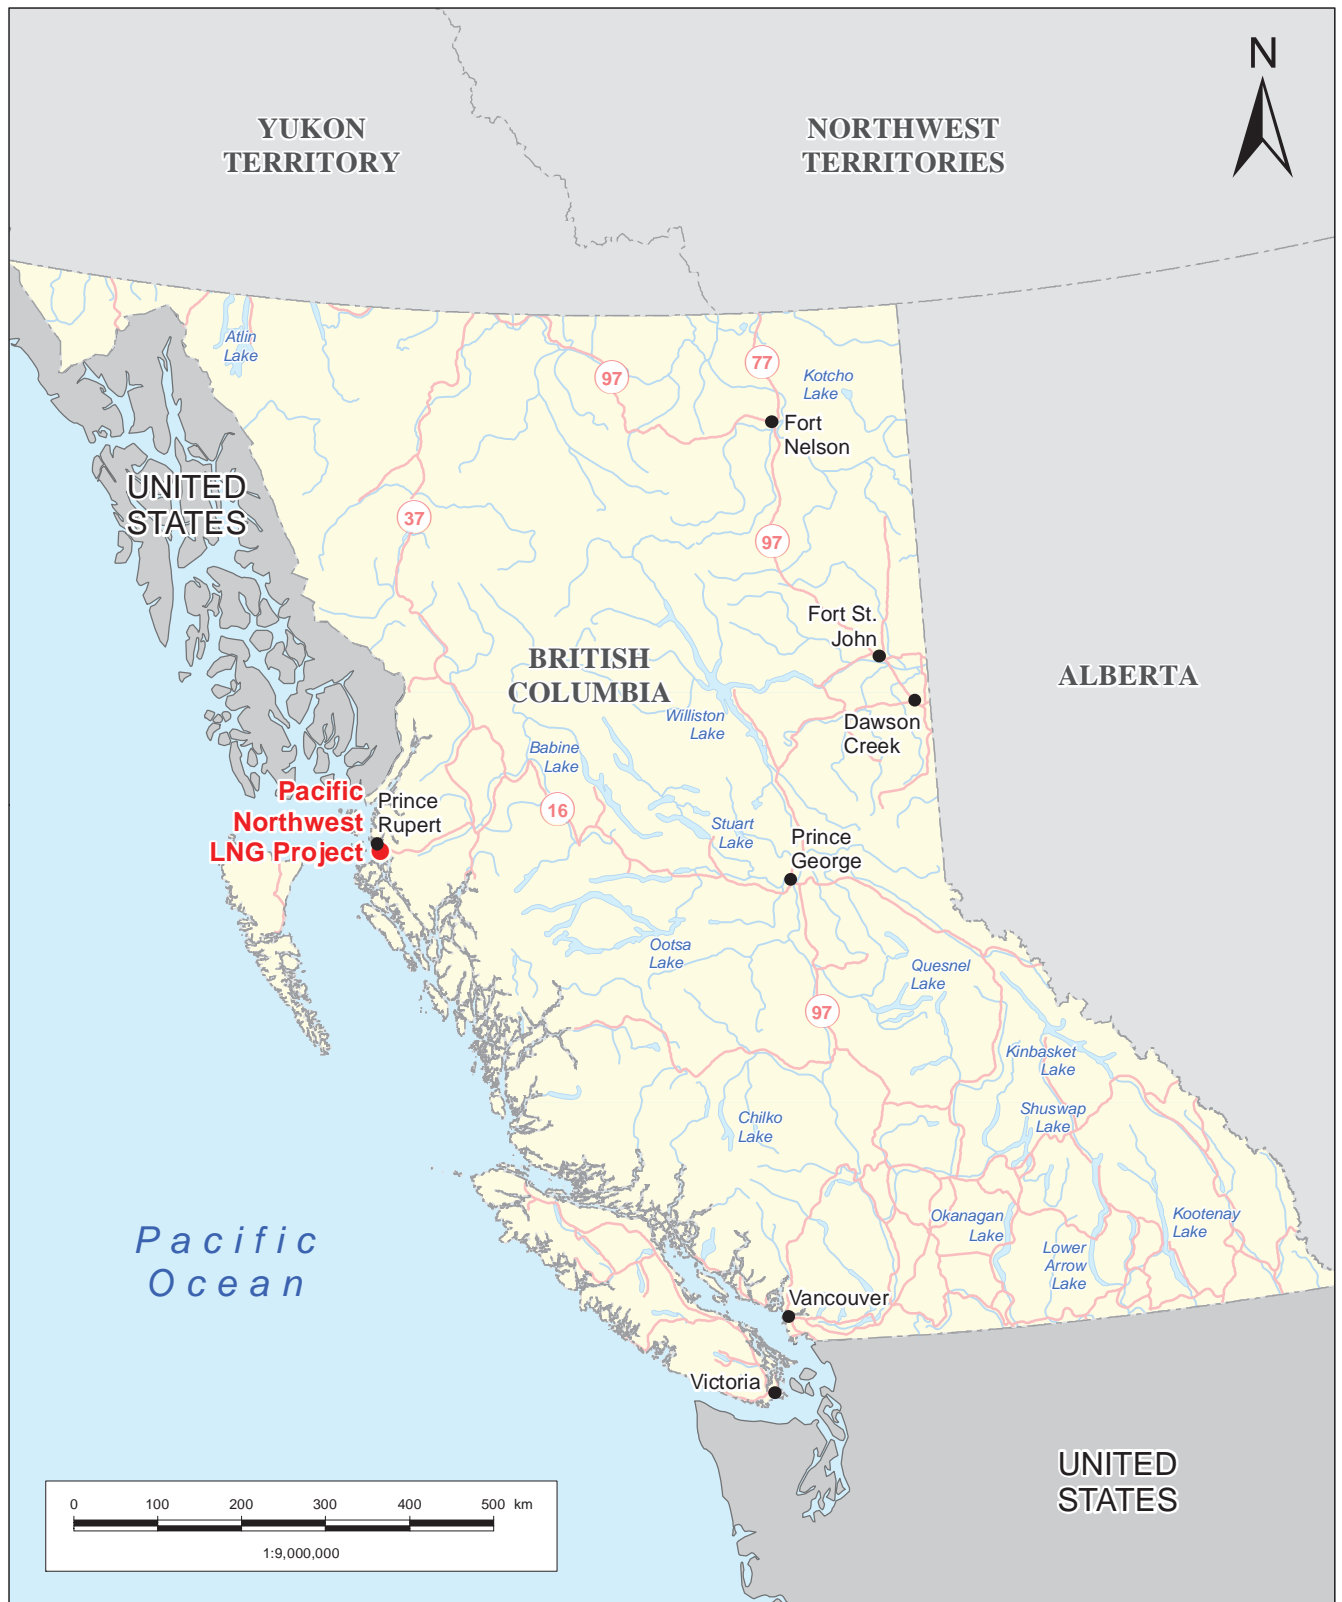 N
YUKON
TERRITORY
NORTHWEST
TERRITORIES
Atlin
Lake
97
77
Kotcho
Lake
Fort
Nelson
UNITED
STATES
37
97
Fort St.
John
BRITISH
COLUMBIA
ALBERTA
Williston
Lake
Dawson
Creek
Babine
Lake
Pacific
Northwest
LNG Project
Prince
Rupert
16
Stuart
Lake
Prince
George
Ootsa
Lake
Quesnel
Lake
97
Kinbasket
Lake
Shuswap
Lake
Chilko
Lake
Pacific
Ocean
Okanagan
Lake
Kootenay
Lake
Lower
Arrow
Lake
Vancouver
Victoria
UNITED
STATES
0 100 200 300 400 500 km
1:9,000,000